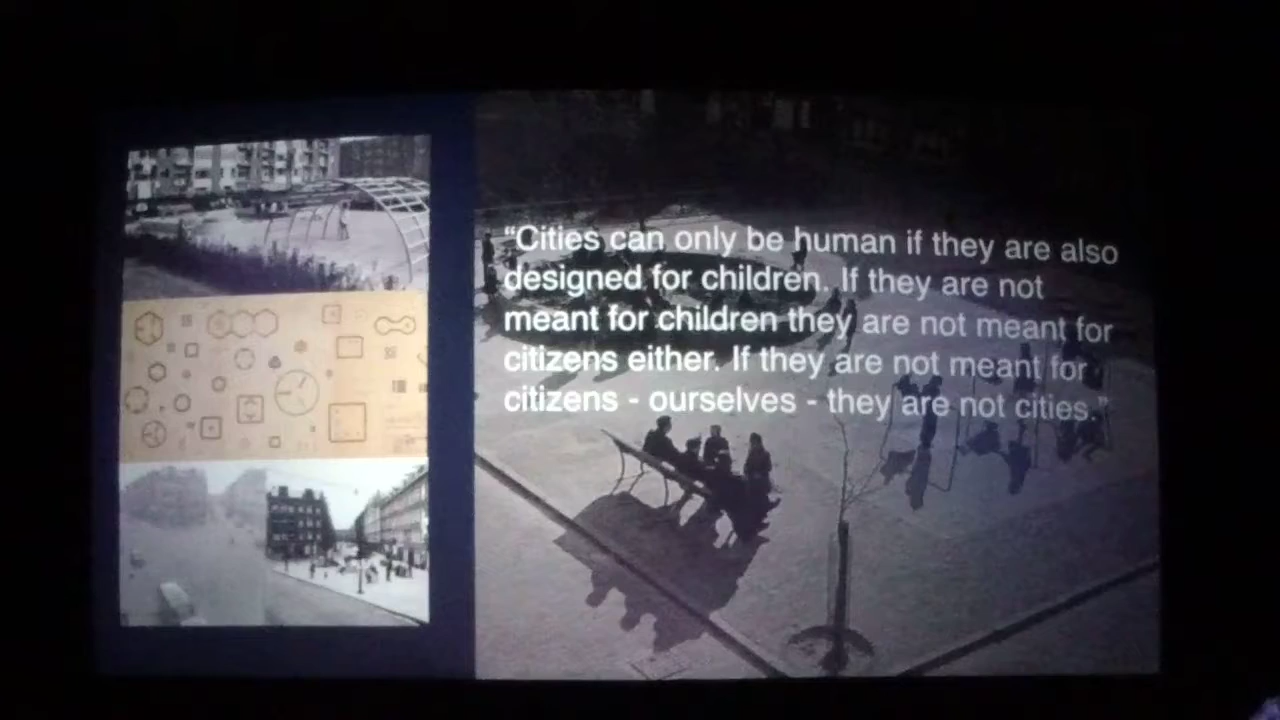 “Cities can only be human if they are also
designed for children. If they are not
meant for children they are not meant for
citizens either. If they are not meant for
citizens - ourselves - they are not cities.”